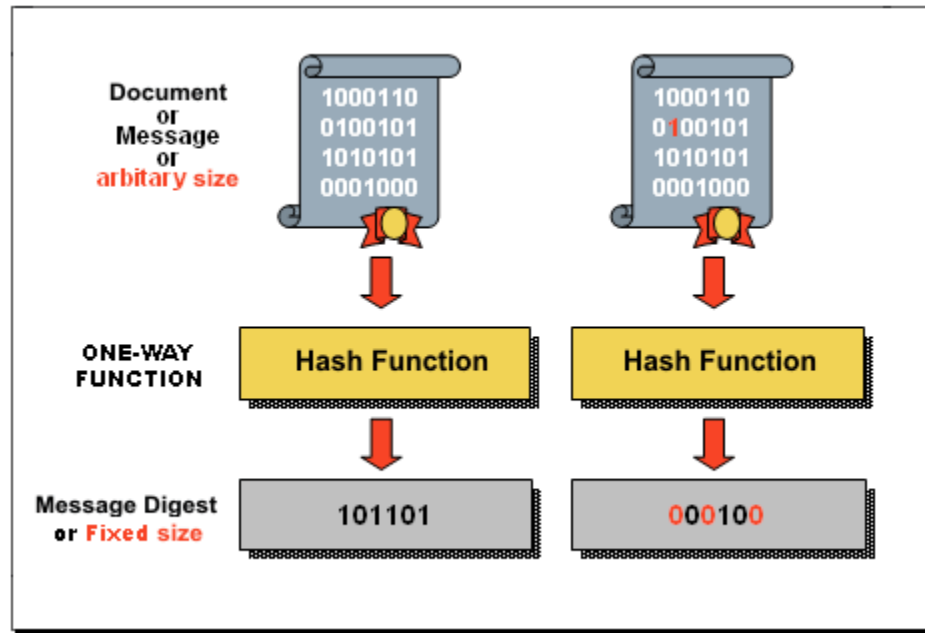 Document
or
Message
or
arbitary size
1000110
0100101
1010101
0001000
1000110
0100101
1010101
0001000
ONE-WAY
FUNCTION
Hash Function
Hash Function
Message Digest
or Fixed size
101101
000100